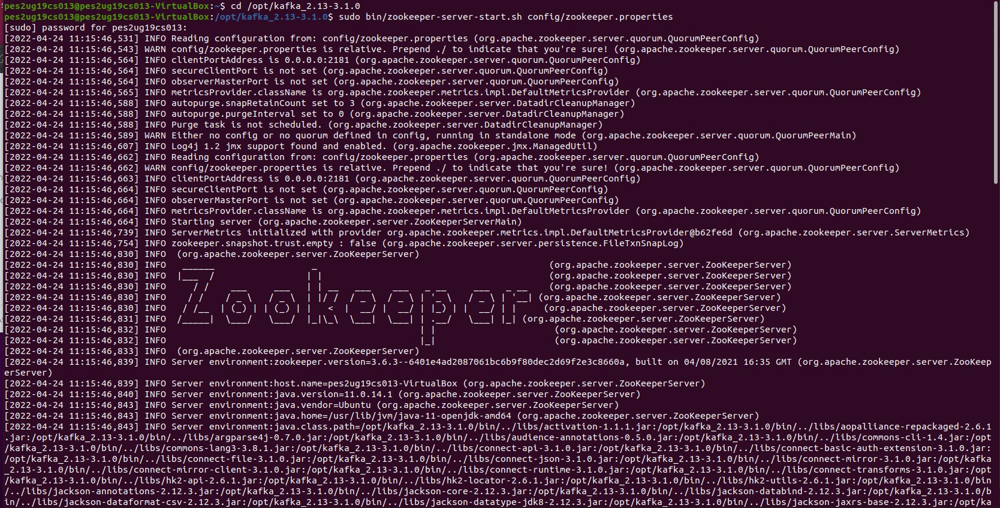 pes2ug19cs013@pes2ug19cs013-VirtualBox:~$ cd /opt/kafka_2.13-3.1.0
pes2ug19cs013@pes2ug19cs013-VirtualBox:/opt/kafka_2.13-3.1.0$ sudo bin/zookeeper-server-start.sh config/zookeeper.properties
[sudo] password for pes2ug19cs013:
[2022-04-24 11:15:46,531] INFO Reading configuration from: config/zookeeper.properties (org.apache.zookeeper.server.quorum.QuorumPeerConfig)
[2022-04-24 11:15:46,543] WARN config/zookeeper.properties is relative. Prepend ./ to indicate that you're sure! (org.apache.zookeeper.server.quorum.QuorumPeerConfig)
[2022-04-24 11:15:46,564] INFO clientPortAddress is 0.0.0.0:2181 (org.apache.zookeeper.server.quorum.QuorumPeerConfig)
[2022-04-24 11:15:46,564] INFO secureClientPort is not set (org.apache.zookeeper.server.quorum.QuorumPeerConfig)
[2022-04-24 11:15:46,564] INFO observerMasterPort is not set (org.apache.zookeeper.server.quorum.QuorumPeerConfig)
[2022-04-24 11:15:46,565] INFO metricsProvider.className is org.apache.zookeeper.metrics.impl.DefaultMetricsProvider (org.apache.zookeeper.server.quorum.QuorumPeerConfig)
[2022-04-24 11:15:46,588] INFO autopurge.snapRetainCount set to 3 (org.apache.zookeeper.server.DatadirCleanupManager)
[2022-04-24 11:15:46,588] INFO autopurge.purgeInterval set to 0 (org.apache.zookeeper.server.DatadirCleanupManager)
[2022-04-24 11:15:46,588] INFO Purge task is not scheduled. (org.apache.zookeeper.server.DatadirCleanupManager)
[2022-04-24 11:15:46,589] WARN Either no config or no quorum defined in config, running in standalone mode (org.apache.zookeeper.server.quorum.QuorumPeerMain)
[2022-04-24 11:15:46,607] INFO Log4j 1.2 jmx support found and enabled. (org.apache.zookeeper.jmx.ManagedUtil)
[2022-04-24 11:15:46,662] INFO Reading configuration from: config/zookeeper.properties (org.apache.zookeeper.server.quorum.QuorumPeerConfig)
[2022-04-24 11:15:46,662] WARN config/zookeeper.properties is relative. Prepend ./ to indicate that you're sure! (org.apache.zookeeper.server.quorum.QuorumPeerConfig)
[2022-04-24 11:15:46,663] INFO clientPortAddress is 0.0.0.0:2181 (org.apache.zookeeper.server.quorum.QuorumPeerConfig)
[2022-04-24 11:15:46,664] INFO secureClientPort is not set (org.apache.zookeeper.server.quorum.QuorumPeerConfig)
[2022-04-24 11:15:46,664] INFO observerMasterPort is not set (org.apache.zookeeper.server.quorum.QuorumPeerConfig)
[2022-04-24 11:15:46,664] INFO metricsProvider.className is org.apache.zookeeper.metrics.impl.DefaultMetricsProvider (org.apache.zookeeper.server.quorum.QuorumPeerConfig)
[2022-04-24 11:15:46,664] INFO Starting server (org.apache.zookeeper.server.ZooKeeperServerMain)
[2022-04-24 11:15:46,739] INFO ServerMetrics initialized with provider org.apache.zookeeper.metrics.impl.DefaultMetricsProvider@b62fe6d (org.apache.zookeeper.server.ServerMetrics)
[2022-04-24 11:15:46,754] INFO zookeeper.snapshot.trust.empty : false (org.apache.zookeeper.server.persistence.FileTxnSnapLog)
[2022-04-24 11:15:46,830] INFO  (org.apache.zookeeper.server.ZooKeeperServer)
[2022-04-24 11:15:46,830] INFO   ______                  _                                           (org.apache.zookeeper.server.ZooKeeperServer)
[2022-04-24 11:15:46,830] INFO  |___  /                 | |                                          (org.apache.zookeeper.server.ZooKeeperServer)
[2022-04-24 11:15:46,830] INFO     / /    ___     ___   | | __   ___    ___   _ __     ___   _ __    (org.apache.zookeeper.server.ZooKeeperServer)
[2022-04-24 11:15:46,830] INFO    / /    / _ \   / _ \  | |/ /  / _ \  / _ \ | '_ \   / _ \ | '__| (org.apache.zookeeper.server.ZooKeeperServer)
[2022-04-24 11:15:46,830] INFO   / /__  | (_) | | (_) | |   <  |  __/ |  __/ | |_) | |  __/ | |     (org.apache.zookeeper.server.ZooKeeperServer)
[2022-04-24 11:15:46,831] INFO  /_____|  \___/   \___/  |_|\_\  \___|  \___| | .__/   \___| |_| (org.apache.zookeeper.server.ZooKeeperServer)
[2022-04-24 11:15:46,832] INFO                                               | |                      (org.apache.zookeeper.server.ZooKeeperServer)
[2022-04-24 11:15:46,832] INFO                                               |_|                      (org.apache.zookeeper.server.ZooKeeperServer)
[2022-04-24 11:15:46,833] INFO  (org.apache.zookeeper.server.ZooKeeperServer)
[2022-04-24 11:15:46,839] INFO Server environment:zookeeper.version=3.6.3--6401e4ad2087061bc6b9f80dec2d69f2e3c8660a, built on 04/08/2021 16:35 GMT (org.apache.zookeeper.server.ZooKeep
erServer)
[2022-04-24 11:15:46,839] INFO Server environment:host.name=pes2ug19cs013-VirtualBox (org.apache.zookeeper.server.ZooKeeperServer)
[2022-04-24 11:15:46,840] INFO Server environment:java.version=11.0.14.1 (org.apache.zookeeper.server.ZooKeeperServer)
[2022-04-24 11:15:46,843] INFO Server environment:java.vendor=Ubuntu (org.apache.zookeeper.server.ZooKeeperServer)
[2022-04-24 11:15:46,843] INFO Server environment:java.home=/usr/lib/jvm/java-11-openjdk-amd64 (org.apache.zookeeper.server.ZooKeeperServer)
[2022-04-24 11:15:46,843] INFO Server environment:java.class.path=/opt/kafka_2.13-3.1.0/bin/../libs/activation-1.1.1.jar:/opt/kafka_2.13-3.1.0/bin/../libs/aopalliance-repackaged-2.6.1
.jar:/opt/kafka_2.13-3.1.0/bin/../libs/argparse4j-0.7.0.jar:/opt/kafka_2.13-3.1.0/bin/../libs/audience-annotations-0.5.0.jar:/opt/kafka_2.13-3.1.0/bin/../libs/commons-cli-1.4.jar:/opt
/kafka_2.13-3.1.0/bin/../libs/commons-lang3-3.8.1.jar:/opt/kafka_2.13-3.1.0/bin/../libs/connect-api-3.1.0.jar:/opt/kafka_2.13-3.1.0/bin/../libs/connect-basic-auth-extension-3.1.0.jar:
/opt/kafka_2.13-3.1.0/bin/../libs/connect-file-3.1.0.jar:/opt/kafka_2.13-3.1.0/bin/../libs/connect-json-3.1.0.jar:/opt/kafka_2.13-3.1.0/bin/../libs/connect-mirror-3.1.0.jar:/opt/kafka
_2.13-3.1.0/bin/../libs/connect-mirror-client-3.1.0.jar:/opt/kafka_2.13-3.1.0/bin/../libs/connect-runtime-3.1.0.jar:/opt/kafka_2.13-3.1.0/bin/../libs/connect-transforms-3.1.0.jar:/opt
/kafka_2.13-3.1.0/bin/../libs/hk2-api-2.6.1.jar:/opt/kafka_2.13-3.1.0/bin/../libs/hk2-locator-2.6.1.jar:/opt/kafka_2.13-3.1.0/bin/../libs/hk2-utils-2.6.1.jar:/opt/kafka_2.13-3.1.0/bin
/../libs/jackson-annotations-2.12.3.jar:/opt/kafka_2.13-3.1.0/bin/../libs/jackson-core-2.12.3.jar:/opt/kafka_2.13-3.1.0/bin/../libs/jackson-databind-2.12.3.jar:/opt/kafka_2.13-3.1.0/b
in/../libs/jackson-dataformat-csv-2.12.3.jar:/opt/kafka_2.13-3.1.0/bin/../libs/jackson-datatype-jdk8-2.12.3.jar:/opt/kafka_2.13-3.1.0/bin/../libs/jackson-jaxrs-base-2.12.3.jar:/opt/ka